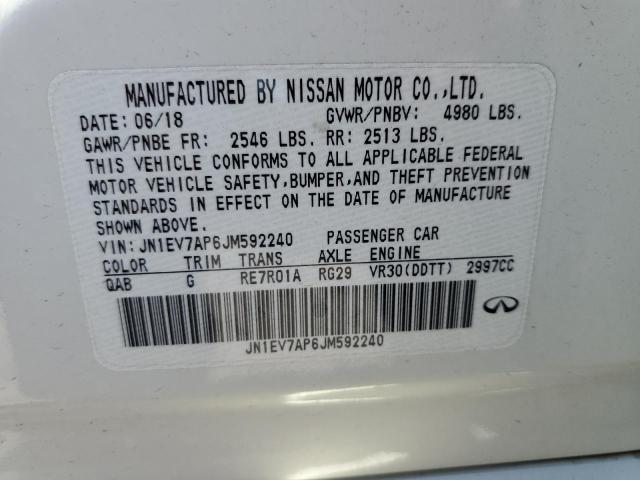 MANUFACTURED BY NISSAN MOTOR CO.,LTD.
DATE: 06/18 GVWR/PNBV: 4980 LBS.
GAWR/PNBE FR: 2546 LBS. RR: 2513 LBS.
THIS VEHICLE CONFORMS TO ALL APPLICABLE FEDERAL
MOTOR VEHICLE SAFETY,BUMPER,AND THEFT PREVENTION
STANDARDS IN EFFECT ON THE DATE OF MANUFACTURE
SHOWN ABOVE.
VIN: JN1EV7AP6JM592240 PASSENGER CAR
COLOR TRIM TRANS AXLE ENGINE
QAB G RE7R01A RG29 VR30(DDTT) 2997CC
JN1EV7AP6JM592240